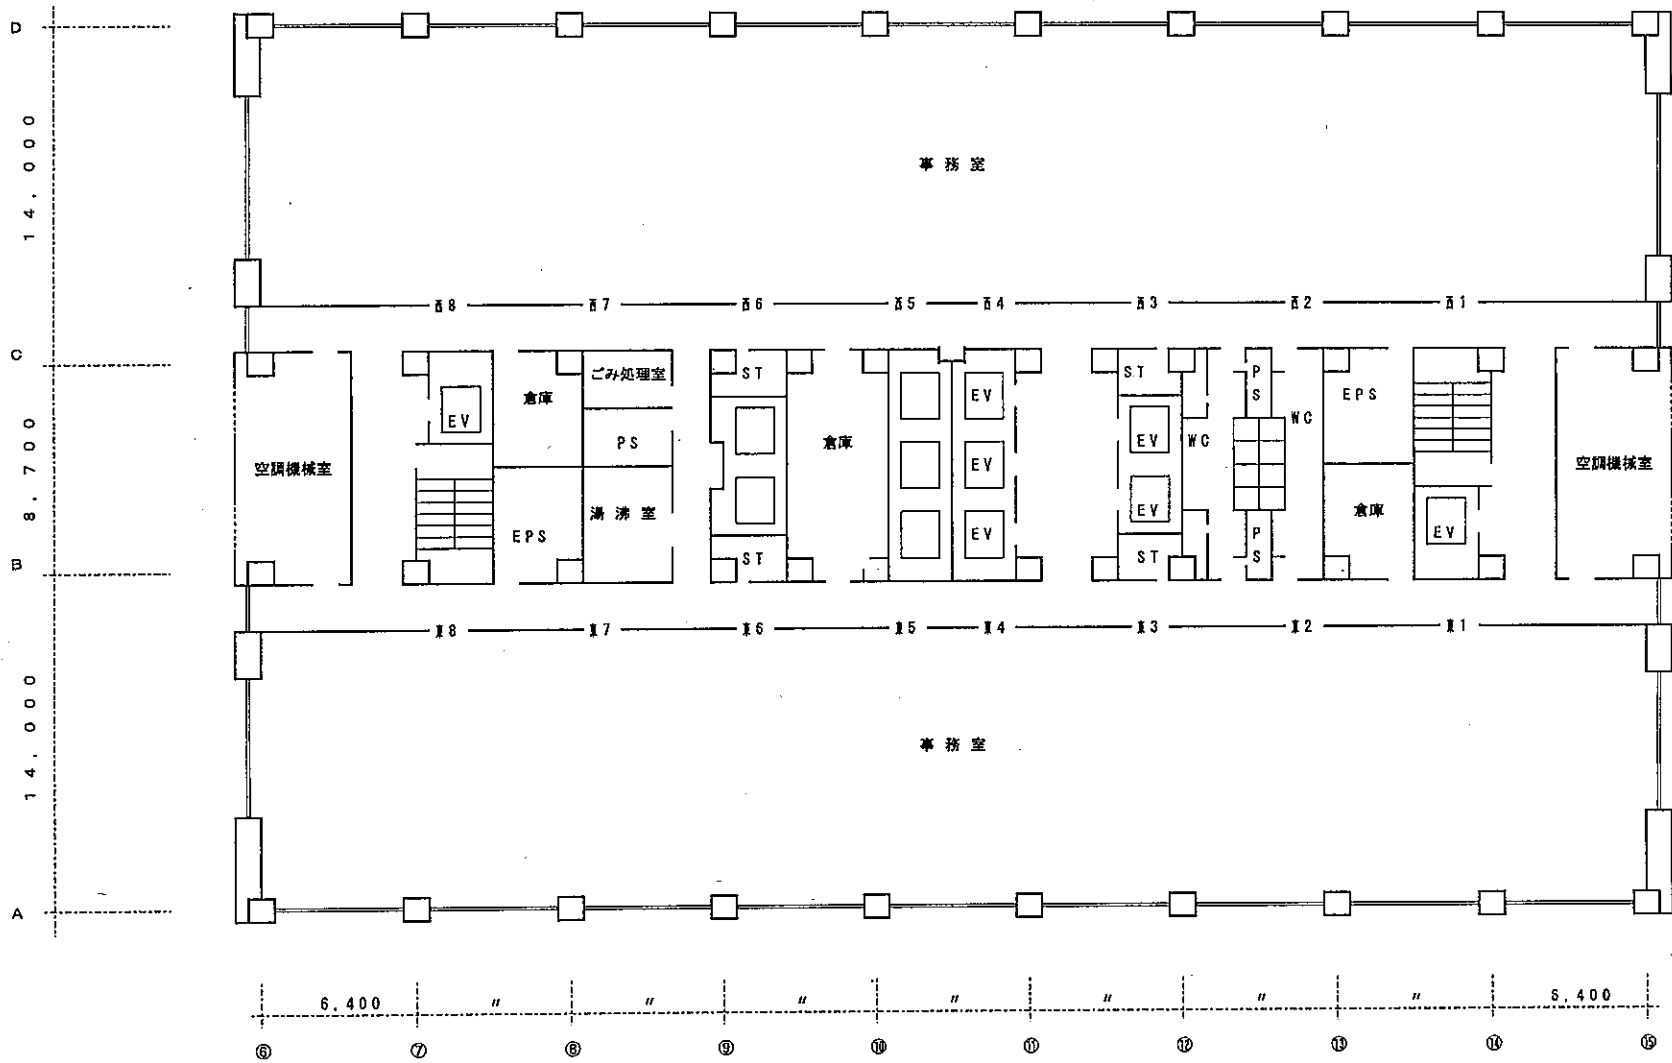 D
14,000
事務室
西8 西7 西6 西5 西4 西3 西2 西1
C
8,700
空調機械室
EV
倉庫
EPS
ごみ処理室
PS
湯沸室
ST
ST
倉庫
EV
EV
EV
ST
EV
EV
ST
WC
PS
PS
WC
EPS
倉庫
EV
空調機械室
B
東8 東7 東6 東5 東4 東3 東2 東1
14,000
事務室
A
6,400 〃 〃 〃 〃 〃 〃 〃 6,400
⑥ ⑦ ⑧ ⑨ ⑩ ⑪ ⑫ ⑬ ⑭ ⑮